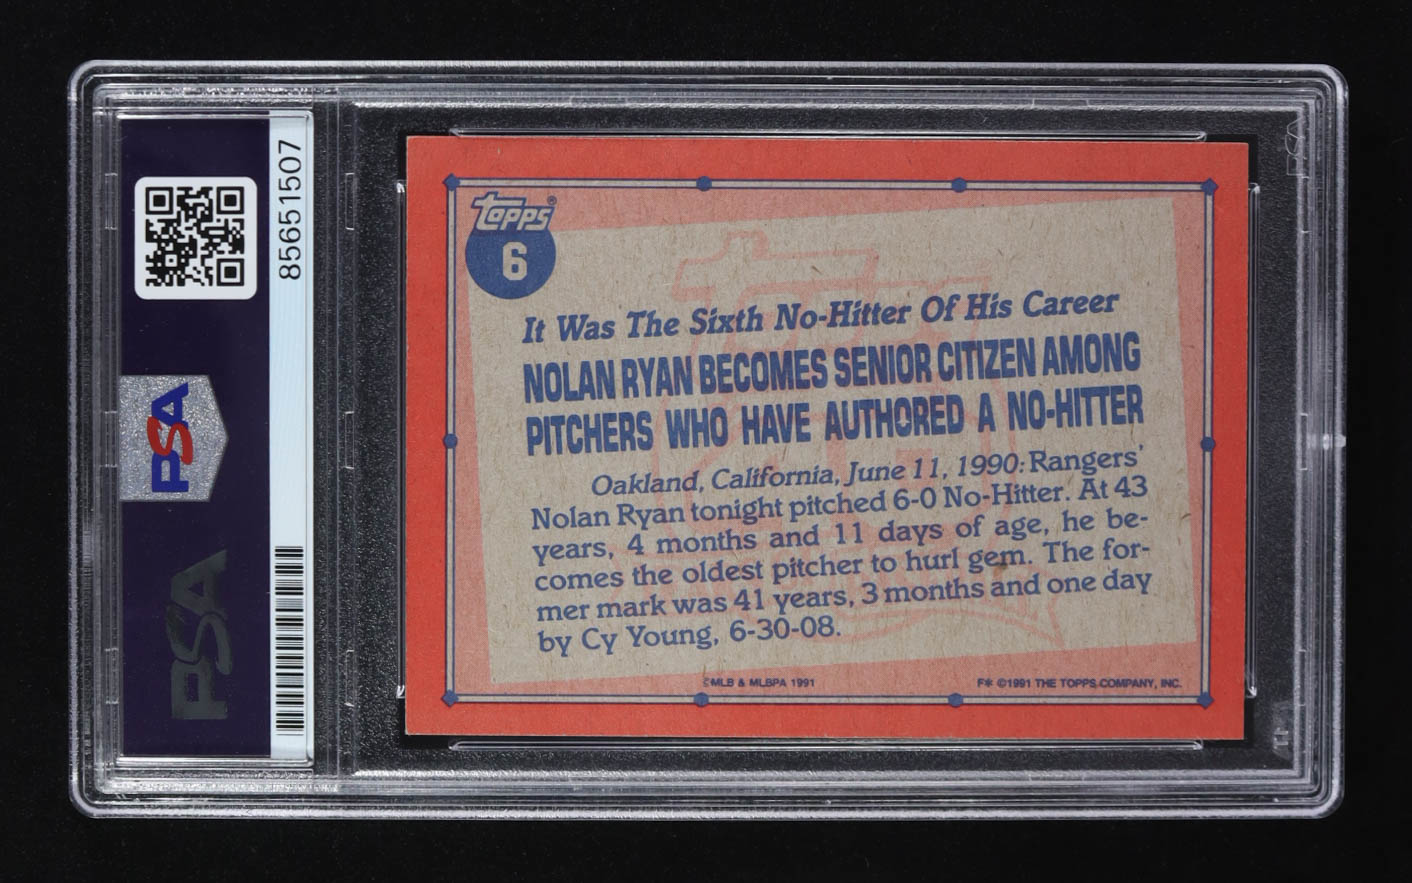 85651507
PSA
PSA
Topps®
6
It Was The Sixth No-Hitter Of His Career
NOLAN RYAN BECOMES SENIOR CITIZEN AMONG
PITCHERS WHO HAVE AUTHORED A NO-HITTER
Oakland, California, June 11, 1990: Rangers'
Nolan Ryan tonight pitched 6-0 No-Hitter. At 43
years, 4 months and 11 days of age, he be-
comes the oldest pitcher to hurl gem. The for-
mer mark was 41 years, 3 months and one day
by Cy Young, 6-30-08.
©MLB & MLBPA 1991
F* ©1991 THE TOPPS COMPANY, INC.